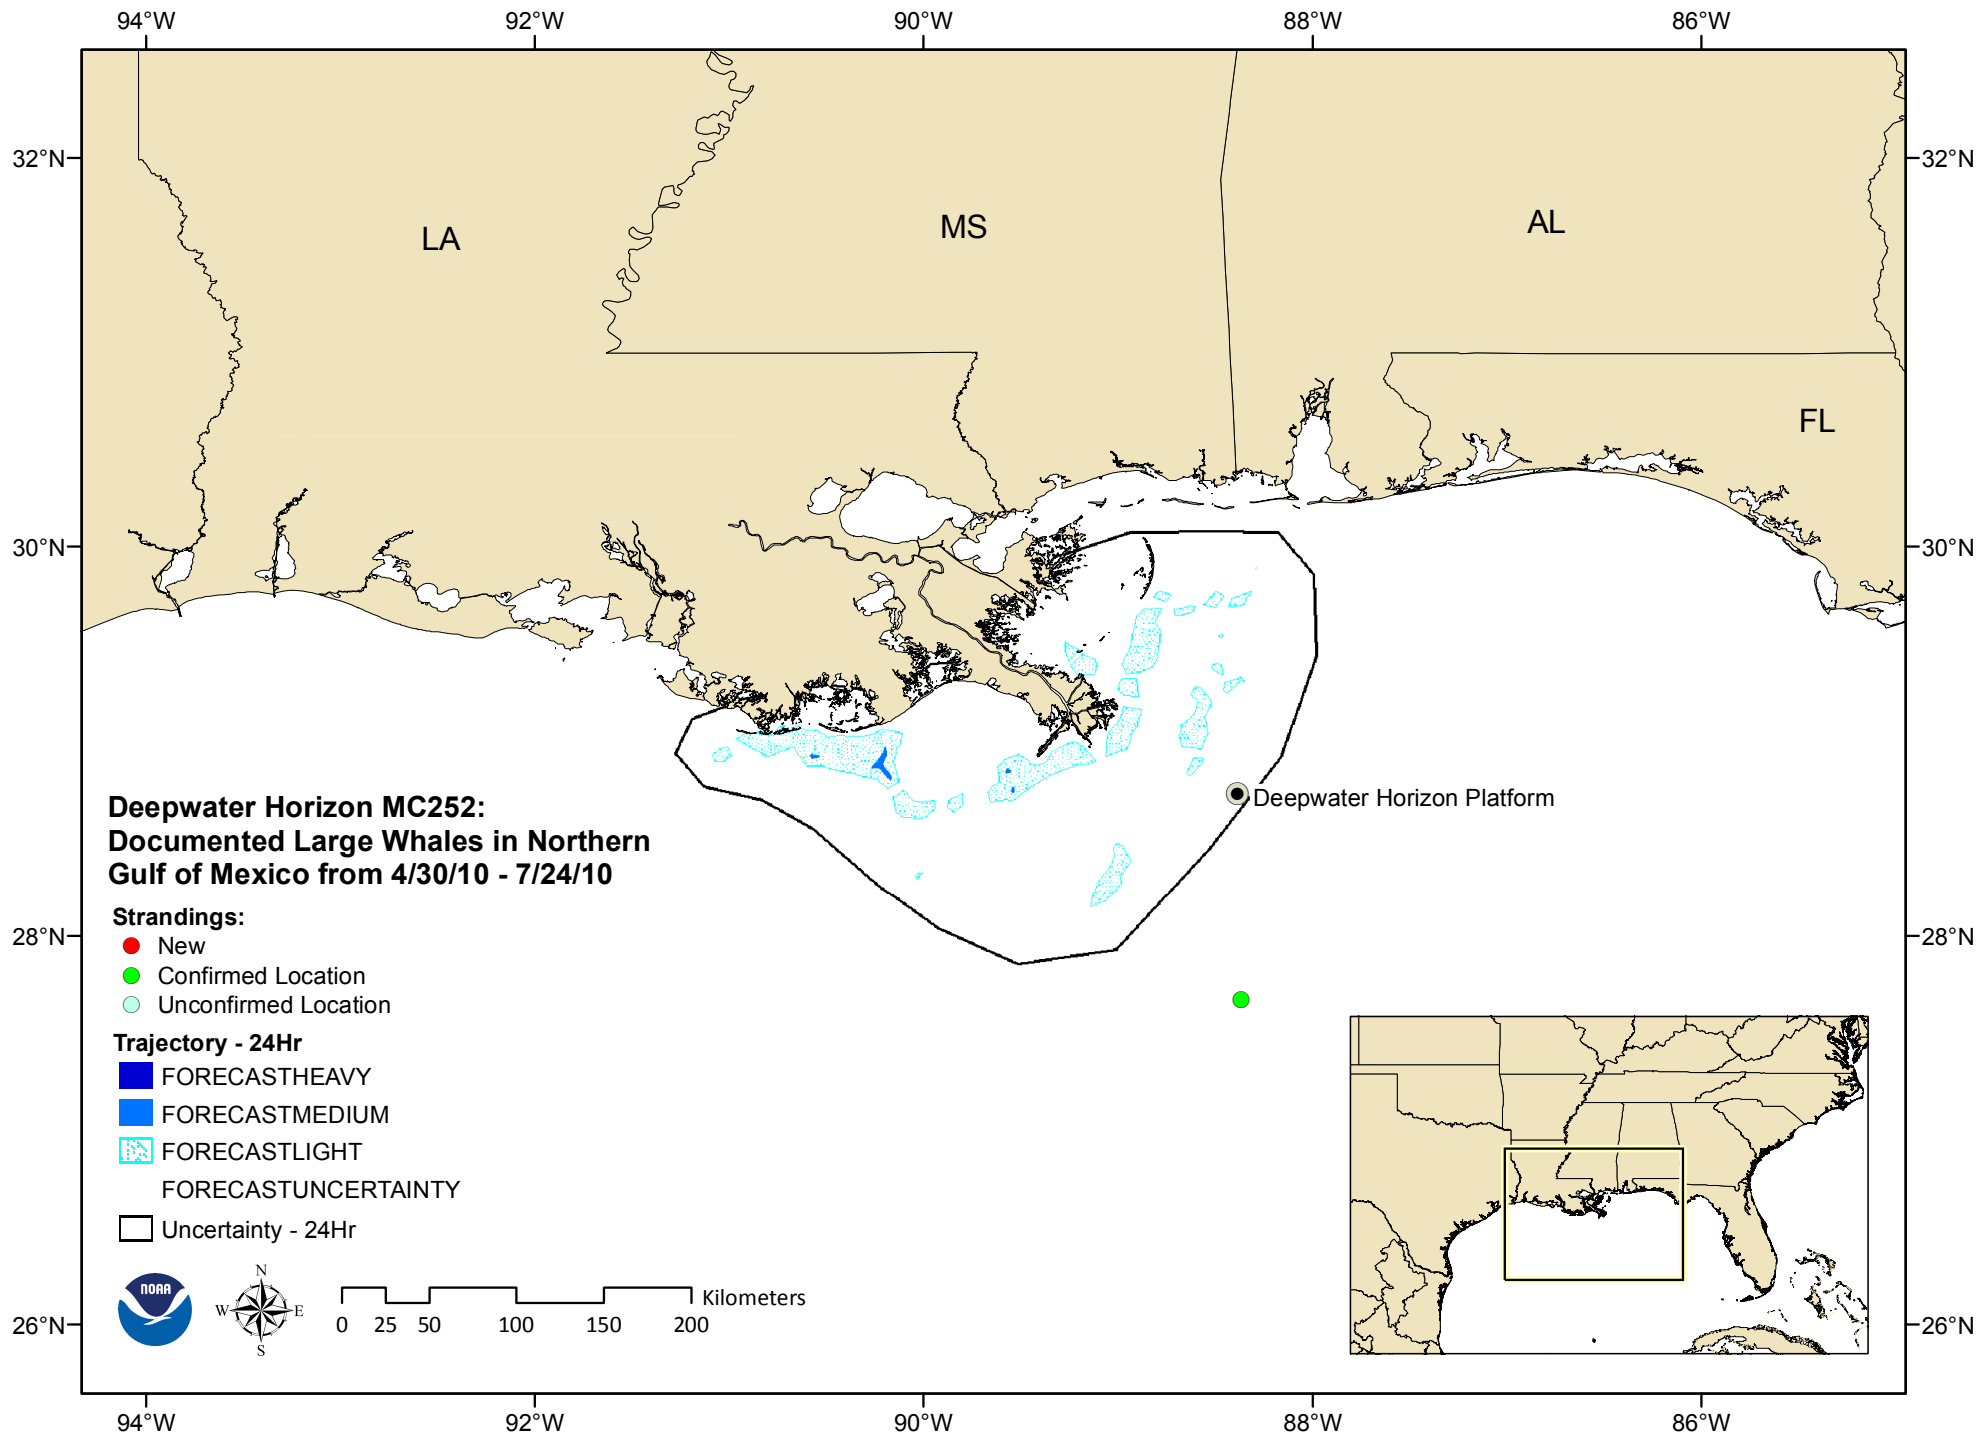 94°W 92°W 90°W 88°W 86°W
32°N 32°N
LA MS AL
FL
30°N 30°N
Deepwater Horizon Platform
Deepwater Horizon MC252:
Documented Large Whales in Northern
Gulf of Mexico from 4/30/10 - 7/24/10
Strandings:
28°N 28°N
New
Confirmed Location
Unconfirmed Location
Trajectory - 24Hr
FORECASTHEAVY
FORECASTMEDIUM
FORECASTLIGHT
FORECASTUNCERTAINTY
Uncertainty - 24Hr
NOAA
N
W E
S
Kilometers
0 25 50 100 150 200
26°N 26°N
94°W 92°W 90°W 88°W 86°W